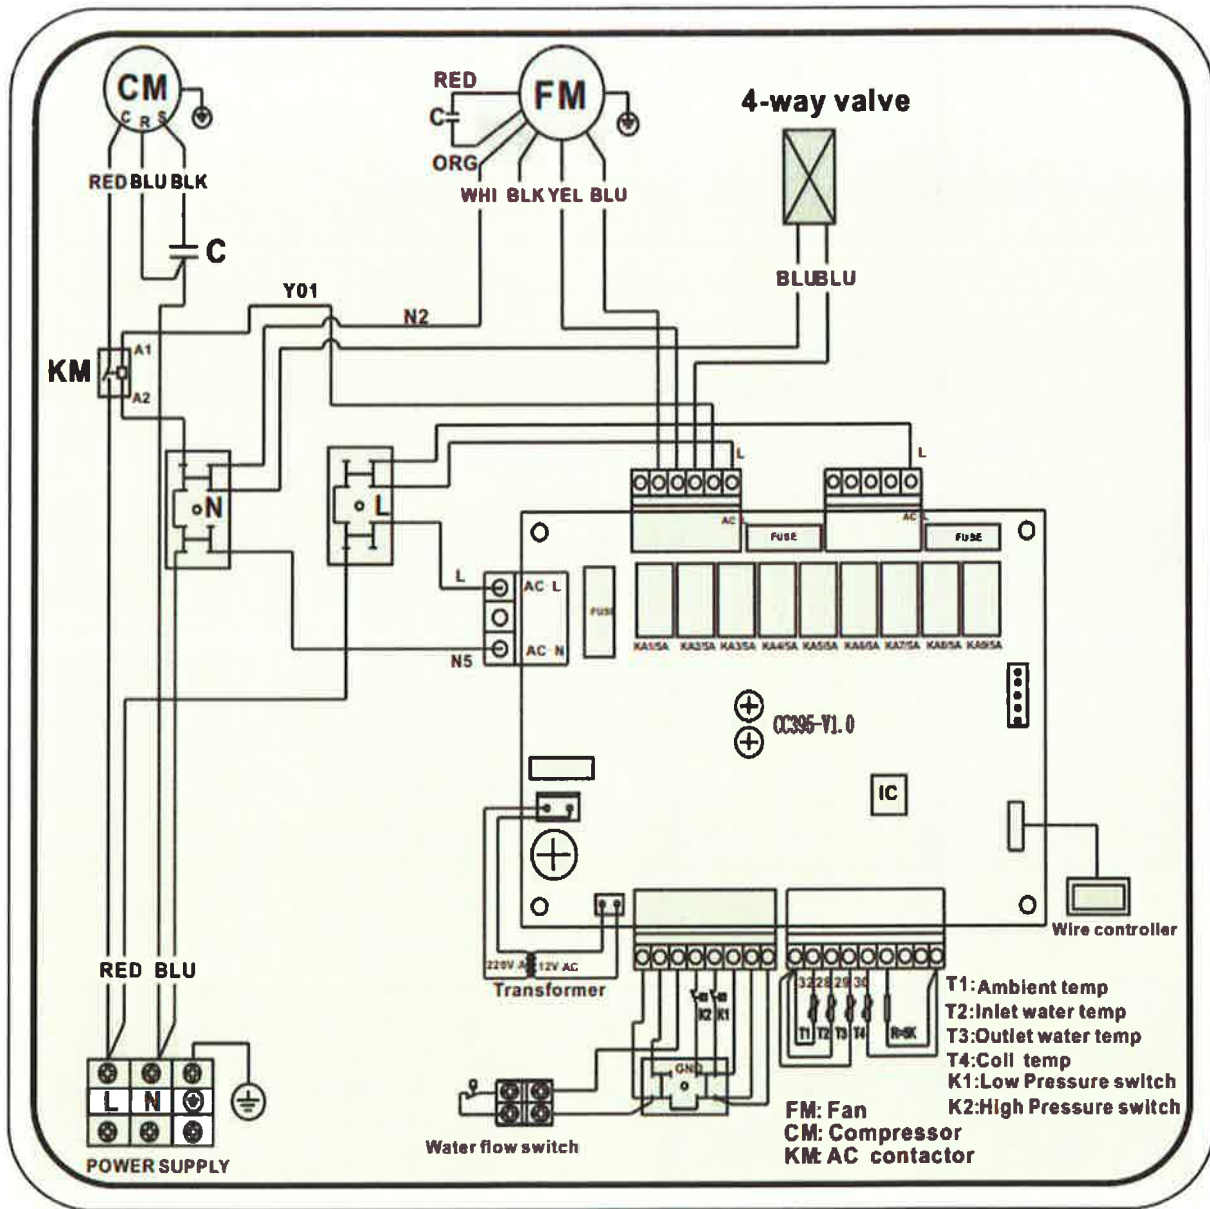 CM
C R S
RED BLU BLK
C
RED
FM
C
ORG
WHI BLK YEL BLU
4-way valve
BLU BLU
Y01
N2
KM
A1
A2
N
L
L
L
L
AC L
AC N
N5
FUSE
AC L
FUSE
AC L
FUSE
KA1/5A KA2/5A KA3/5A KA4/5A KA5/5A KA6/5A KA7/5A KA8/5A KA9/5A
CC395-V1.0
IC
Wire controller
220V A 12V AC
Transformer
K2 K1
GND
32 28 29 30
T1 T2 T3 T4
R=5K
RED BLU
L N
POWER SUPPLY
Water flow switch
T1:Ambient temp
T2:Inlet water temp
T3:Outlet water temp
T4:Coil temp
K1:Low Pressure switch
K2:High Pressure switch
FM: Fan
CM: Compressor
KM: AC contactor